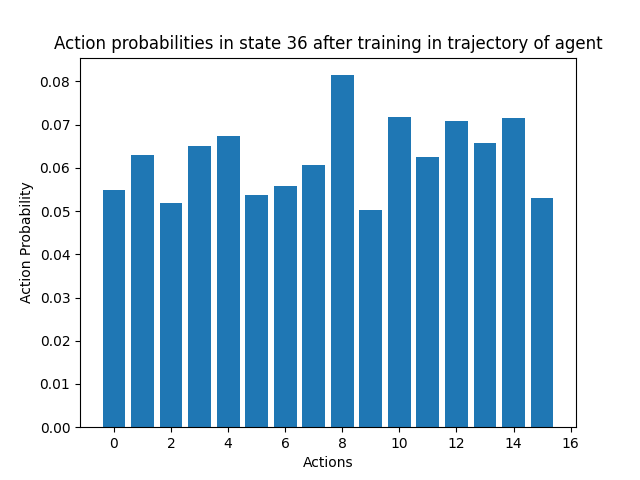 Action probabilities in state 36 after training in trajectory of agent
Action Probability
0.08
0.07
0.06
0.05
0.04
0.03
0.02
0.01
0.00
0 2 4 6 8 10 12 14 16
Actions